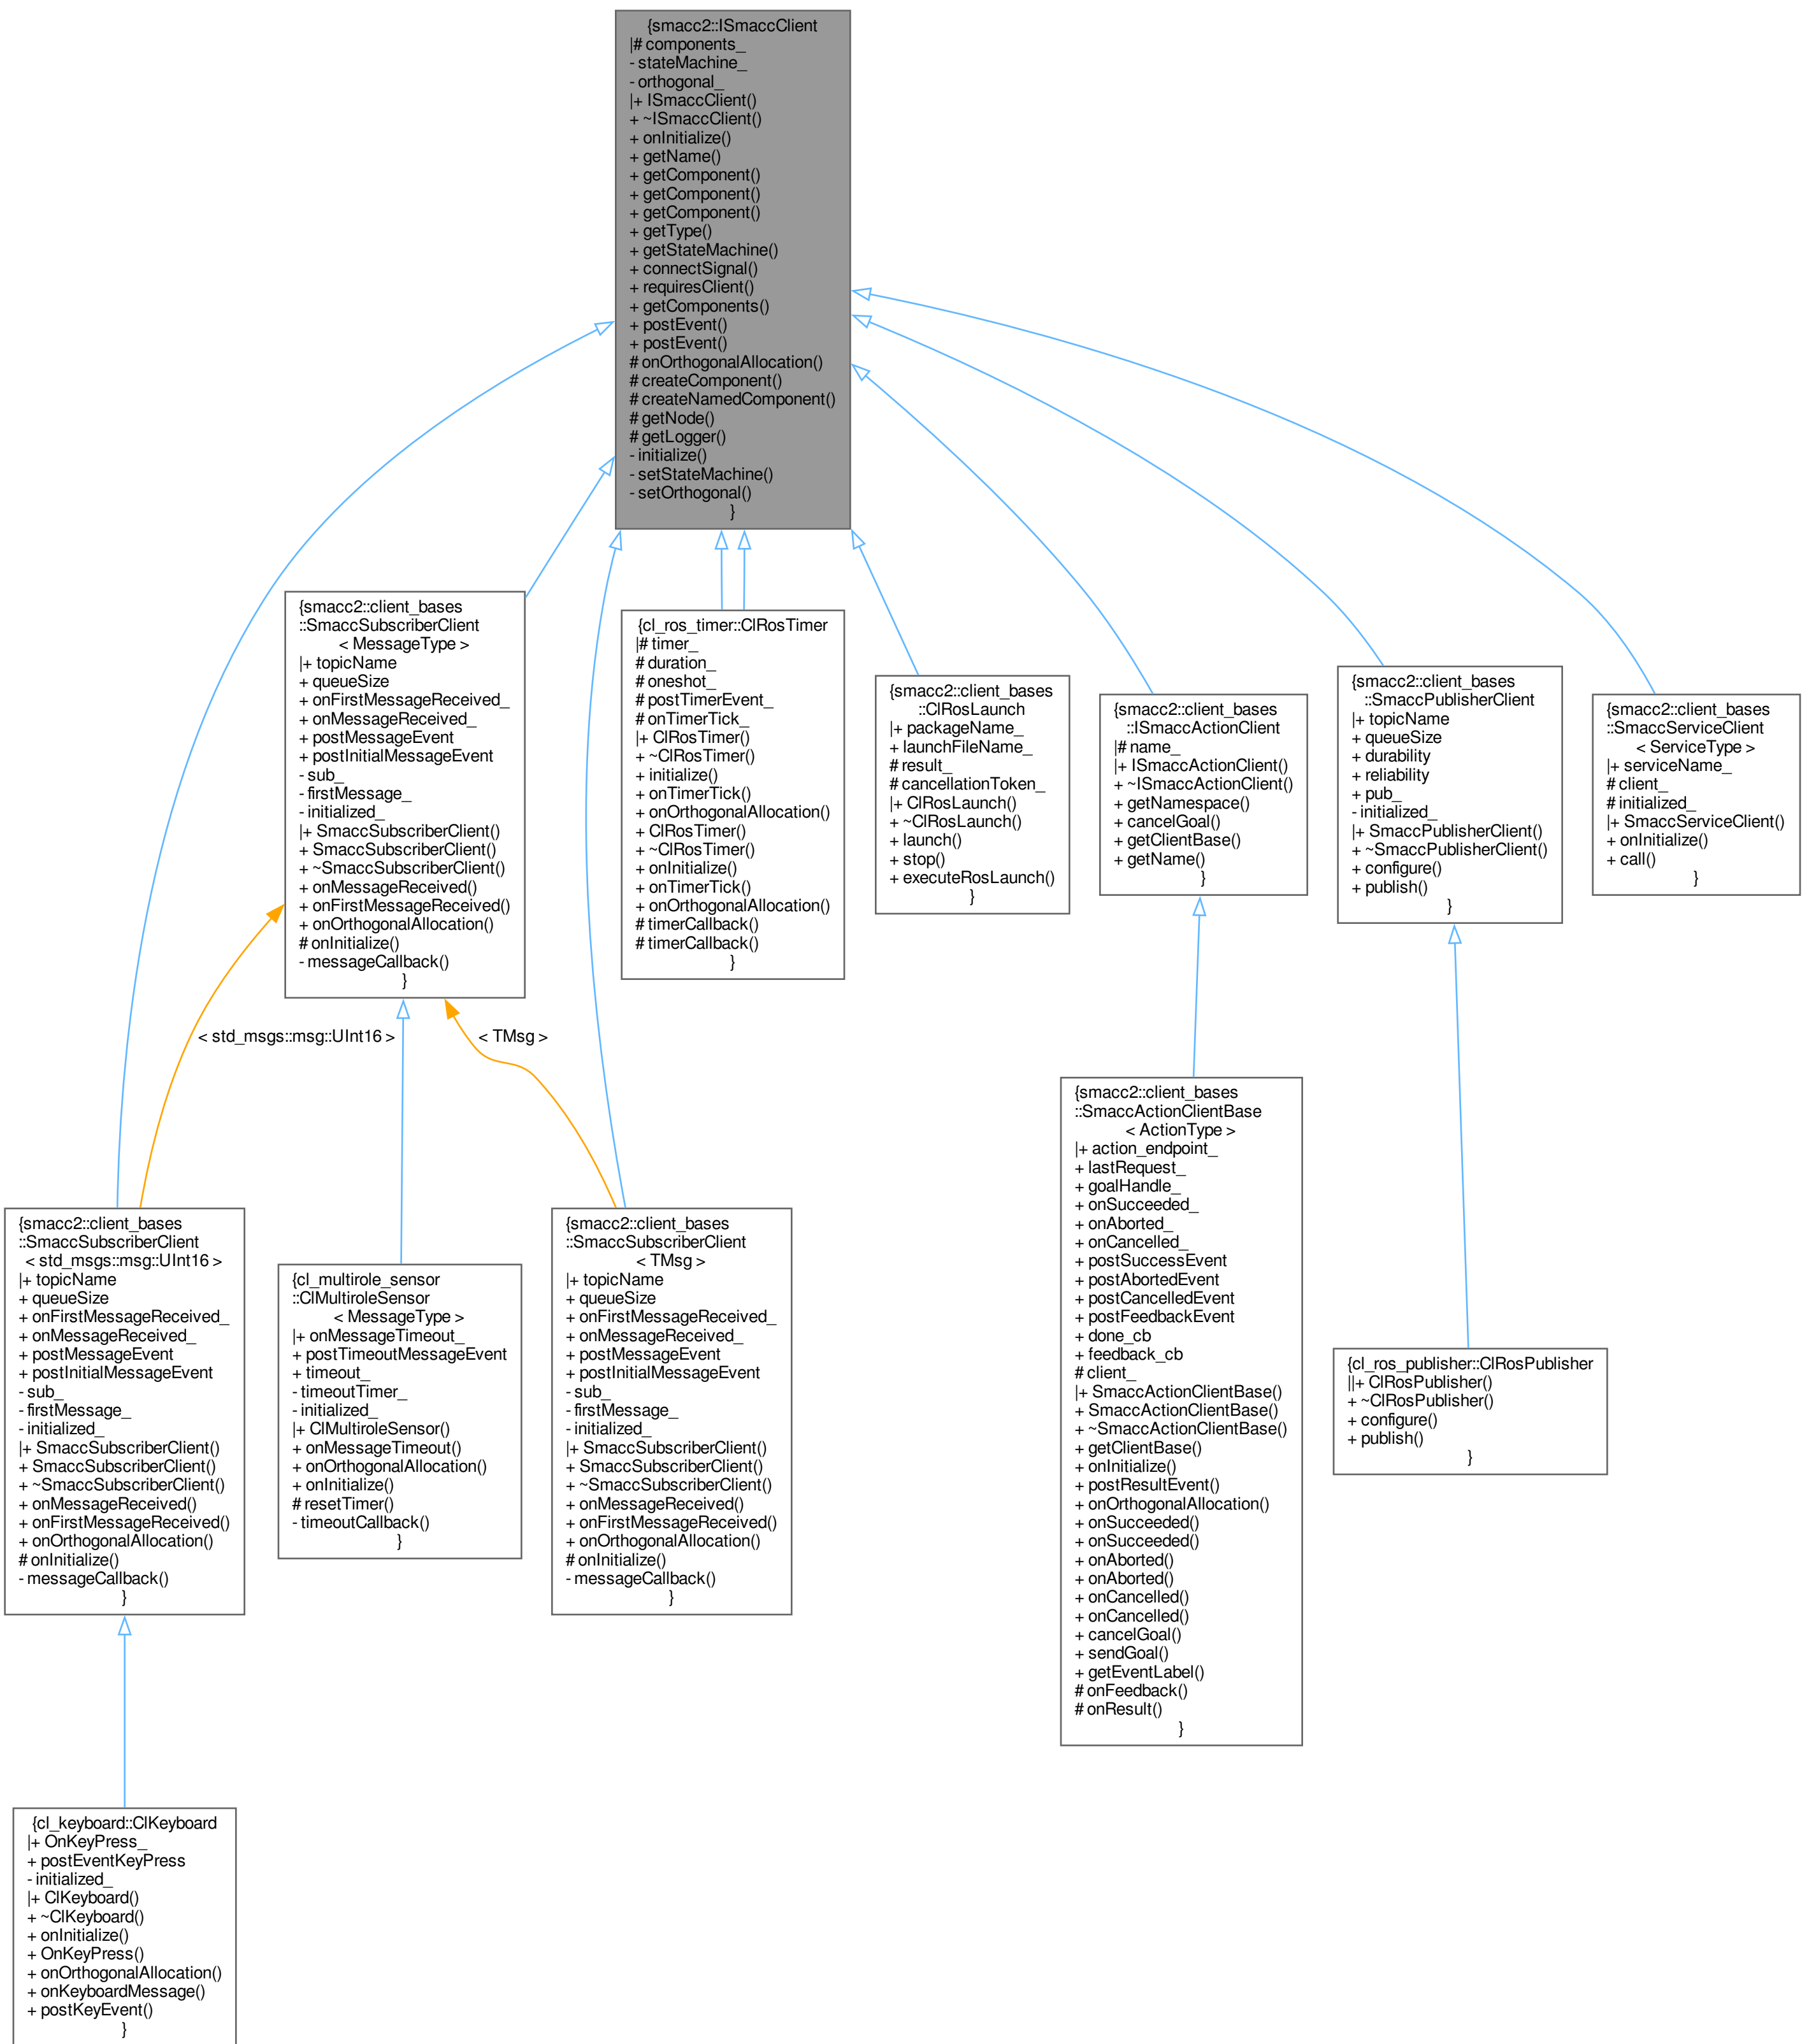 {smacc2::ISmaccClient
|# components_
- stateMachine_
- orthogonal_
|+ ISmaccClient()
+ ~ISmaccClient()
+ onInitialize()
+ getName()
+ getComponent()
+ getComponent()
+ getComponent()
+ getType()
+ getStateMachine()
+ connectSignal()
+ requiresClient()
+ getComponents()
+ postEvent()
+ postEvent()
# onOrthogonalAllocation()
# createComponent()
# createNamedComponent()
# getNode()
# getLogger()
- initialize()
- setStateMachine()
- setOrthogonal()
}
{smacc2::client_bases
::SmaccSubscriberClient
< MessageType >
|+ topicName
+ queueSize
+ onFirstMessageReceived_
+ onMessageReceived_
+ postMessageEvent
+ postInitialMessageEvent
- sub_
- firstMessage_
- initialized_
|+ SmaccSubscriberClient()
+ SmaccSubscriberClient()
+ ~SmaccSubscriberClient()
+ onMessageReceived()
+ onFirstMessageReceived()
+ onOrthogonalAllocation()
# onInitialize()
- messageCallback()
}
{cl_ros_timer::ClRosTimer
|# timer_
# duration_
# oneshot_
# postTimerEvent_
# onTimerTick_
|+ ClRosTimer()
+ ~ClRosTimer()
+ initialize()
+ onTimerTick()
+ onOrthogonalAllocation()
+ ClRosTimer()
+ ~ClRosTimer()
+ onInitialize()
+ onTimerTick()
+ onOrthogonalAllocation()
# timerCallback()
# timerCallback()
}
{smacc2::client_bases
::ClRosLaunch
|+ packageName_
+ launchFileName_
# result_
# cancellationToken_
|+ ClRosLaunch()
+ ~ClRosLaunch()
+ launch()
+ stop()
+ executeRosLaunch()
}
{smacc2::client_bases
::ISmaccActionClient
|# name_
|+ ISmaccActionClient()
+ ~ISmaccActionClient()
+ getNamespace()
+ cancelGoal()
+ getClientBase()
+ getName()
}
{smacc2::client_bases
::SmaccPublisherClient
|+ topicName
+ queueSize
+ durability
+ reliability
+ pub_
- initialized_
|+ SmaccPublisherClient()
+ ~SmaccPublisherClient()
+ configure()
+ publish()
}
{smacc2::client_bases
::SmaccServiceClient
< ServiceType >
|+ serviceName_
# client_
# initialized_
|+ SmaccServiceClient()
+ onInitialize()
+ call()
}
< std_msgs::msg::UInt16 >
< TMsg >
{smacc2::client_bases
::SmaccSubscriberClient
< std_msgs::msg::UInt16 >
|+ topicName
+ queueSize
+ onFirstMessageReceived_
+ onMessageReceived_
+ postMessageEvent
+ postInitialMessageEvent
- sub_
- firstMessage_
- initialized_
|+ SmaccSubscriberClient()
+ SmaccSubscriberClient()
+ ~SmaccSubscriberClient()
+ onMessageReceived()
+ onFirstMessageReceived()
+ onOrthogonalAllocation()
# onInitialize()
- messageCallback()
}
{cl_multirole_sensor
::ClMultiroleSensor
< MessageType >
|+ onMessageTimeout_
+ postTimeoutMessageEvent
+ timeout_
- timeoutTimer_
- initialized_
|+ ClMultiroleSensor()
+ onMessageTimeout()
+ onOrthogonalAllocation()
+ onInitialize()
# resetTimer()
- timeoutCallback()
}
{smacc2::client_bases
::SmaccSubscriberClient
< TMsg >
|+ topicName
+ queueSize
+ onFirstMessageReceived_
+ onMessageReceived_
+ postMessageEvent
+ postInitialMessageEvent
- sub_
- firstMessage_
- initialized_
|+ SmaccSubscriberClient()
+ SmaccSubscriberClient()
+ ~SmaccSubscriberClient()
+ onMessageReceived()
+ onFirstMessageReceived()
+ onOrthogonalAllocation()
# onInitialize()
- messageCallback()
}
{smacc2::client_bases
::SmaccActionClientBase
< ActionType >
|+ action_endpoint_
+ lastRequest_
+ goalHandle_
+ onSucceeded_
+ onAborted_
+ onCancelled_
+ postSuccessEvent
+ postAbortedEvent
+ postCancelledEvent
+ postFeedbackEvent
+ done_cb
+ feedback_cb
# client_
|+ SmaccActionClientBase()
+ SmaccActionClientBase()
+ ~SmaccActionClientBase()
+ getClientBase()
+ onInitialize()
+ postResultEvent()
+ onOrthogonalAllocation()
+ onSucceeded()
+ onSucceeded()
+ onAborted()
+ onAborted()
+ onCancelled()
+ onCancelled()
+ cancelGoal()
+ sendGoal()
+ getEventLabel()
# onFeedback()
# onResult()
}
{cl_ros_publisher::ClRosPublisher
||+ ClRosPublisher()
+ ~ClRosPublisher()
+ configure()
+ publish()
}
{cl_keyboard::ClKeyboard
|+ OnKeyPress_
+ postEventKeyPress
- initialized_
|+ ClKeyboard()
+ ~ClKeyboard()
+ onInitialize()
+ OnKeyPress()
+ onOrthogonalAllocation()
+ onKeyboardMessage()
+ postKeyEvent()
}